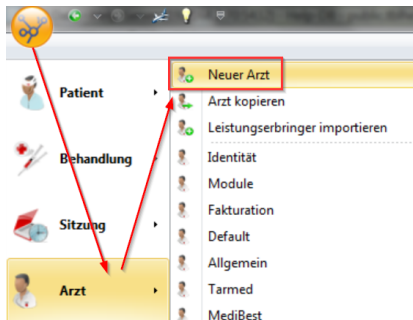 Patient
Behandlung
Sitzung
Arzt
Neuer Arzt
Arzt kopieren
Leistungserbringer importieren
Identität
Module
Fakturation
Default
Allgemein
Tarmed
MediBest